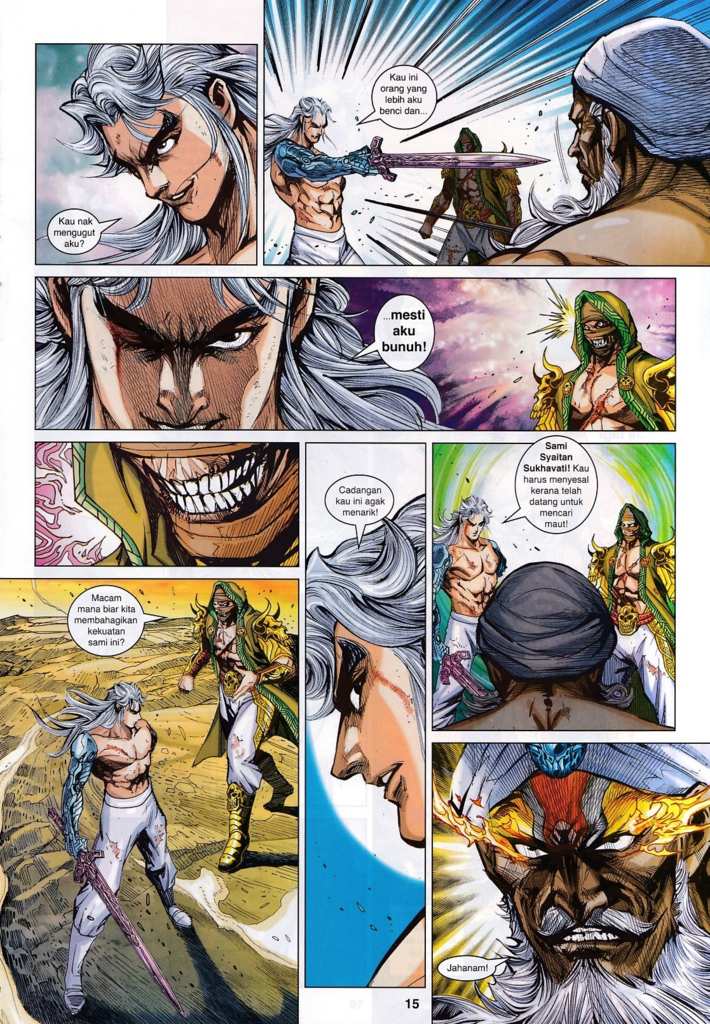 Kau nak
mengugut
aku?
Kau ini
orang yang
lebih aku
benci dan...
...mesti
aku
bunuh!
Cadangan
kau ini agak
menarik!
Sami
Syaitan
Sukhavati! Kau
harus menyesal
kerana telah
datang untuk
mencari
maut!
Macam
mana biar kita
membahagikan
kekuatan
sami ini?
Jahanam!
15